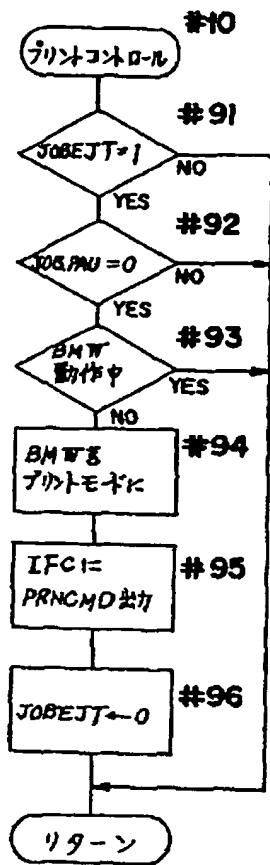 #10
プリントコントロール
#91
JOBEJT=1
NO
YES
#92
JOBPAU=0
NO
YES
#93
BMW
動作中
YES
NO
#94
BMWを
プリントモードに
#95
IFCに
PRNCMD出力
#96
JOBEJT←0
リターン